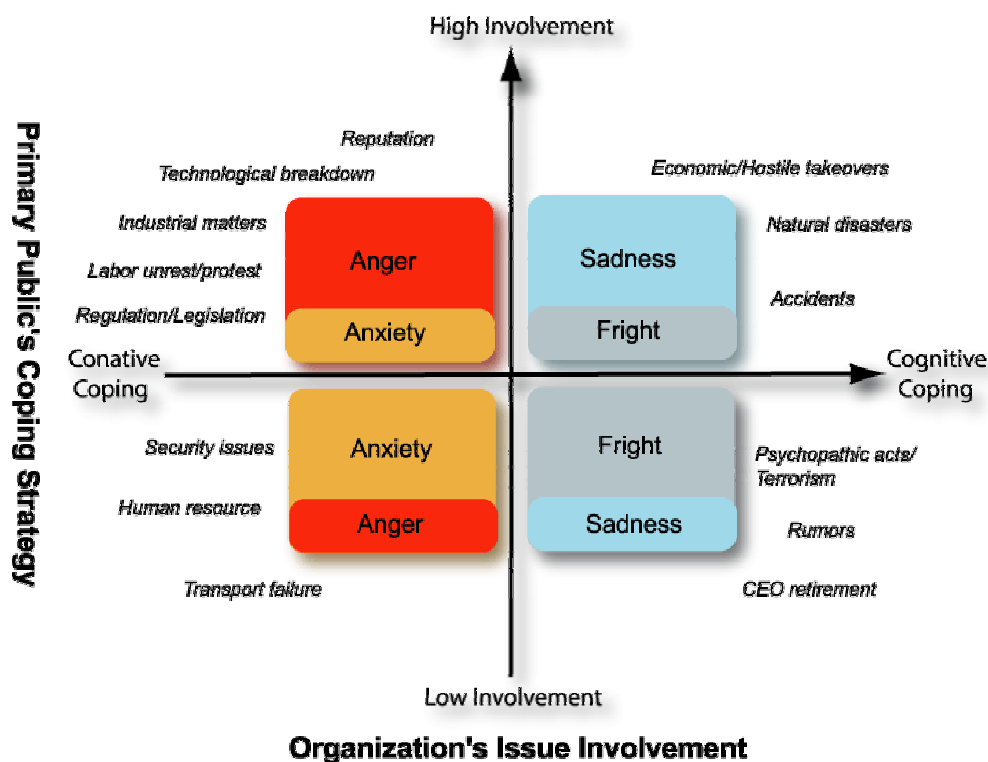 High Involvement
Primary Public's Coping Strategy
Reputation
Technological breakdown
Industrial matters
Labor unrest/protest
Regulation/Legislation
Anger
Anxiety
Economic/Hostile takeovers
Natural disasters
Accidents
Sadness
Fright
Conative
Coping
Cognitive
Coping
Security issues
Human resource
Transport failure
Anxiety
Anger
Fright
Sadness
Psychopathic acts/
Terrorism
Rumors
CEO retirement
Low Involvement
Organization's Issue Involvement